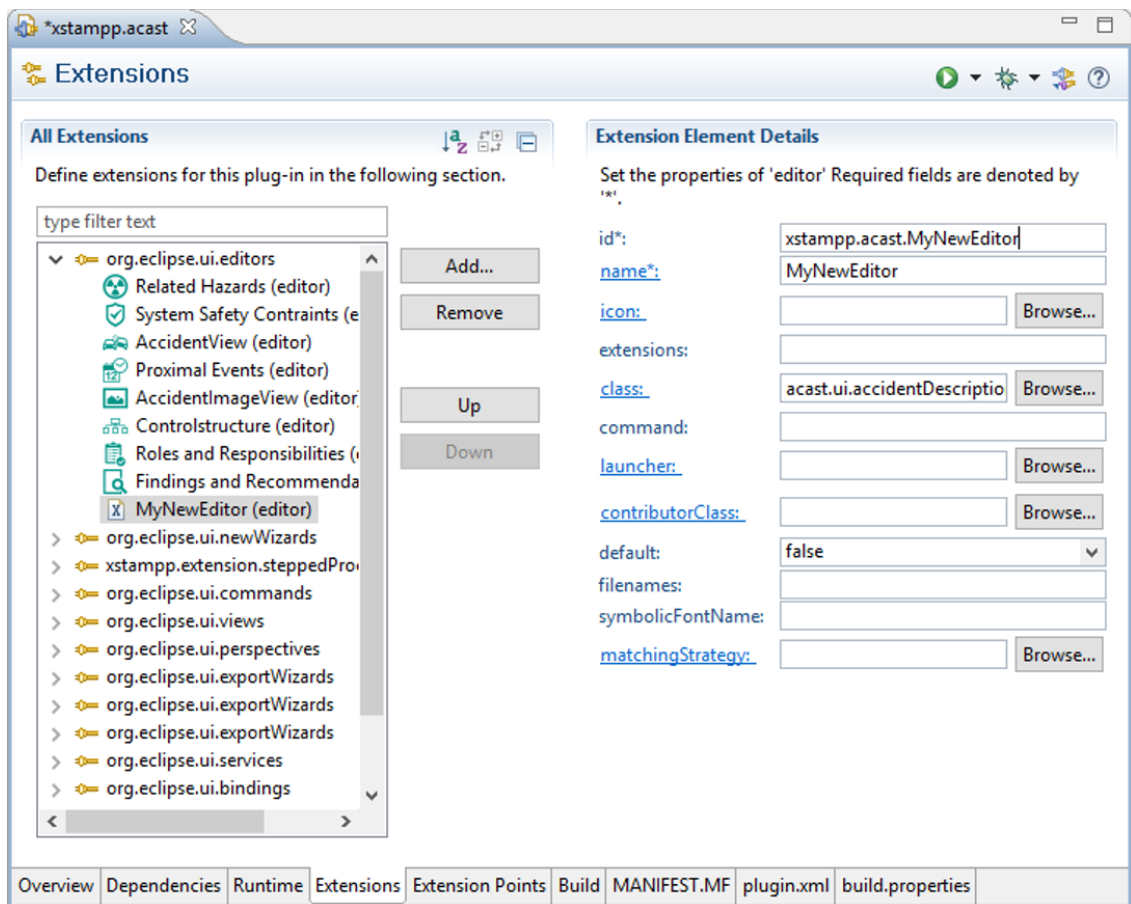 *xstampp.acast
Extensions
All Extensions
Define extensions for this plug-in in the following section.
type filter text
org.eclipse.ui.editors
Related Hazards (editor)
System Safety Contraints (e
AccidentView (editor)
Proximal Events (editor)
AccidentImageView (editor
Controlstructure (editor)
Roles and Responsibilities (
Findings and Recommenda
MyNewEditor (editor)
org.eclipse.ui.newWizards
xstampp.extension.steppedPro
org.eclipse.ui.commands
org.eclipse.ui.views
org.eclipse.ui.perspectives
org.eclipse.ui.exportWizards
org.eclipse.ui.exportWizards
org.eclipse.ui.exportWizards
org.eclipse.ui.services
org.eclipse.ui.bindings
Add...
Remove
Up
Down
Extension Element Details
Set the properties of 'editor' Required fields are denoted by
'*'.
id*: xstampp.acast.MyNewEditor
name*: MyNewEditor
icon: Browse...
extensions:
class: acast.ui.accidentDescriptio Browse...
command:
launcher: Browse...
contributorClass: Browse...
default: false
filenames:
symbolicFontName:
matchingStrategy: Browse...
Overview Dependencies Runtime Extensions Extension Points Build MANIFEST.MF plugin.xml build.properties